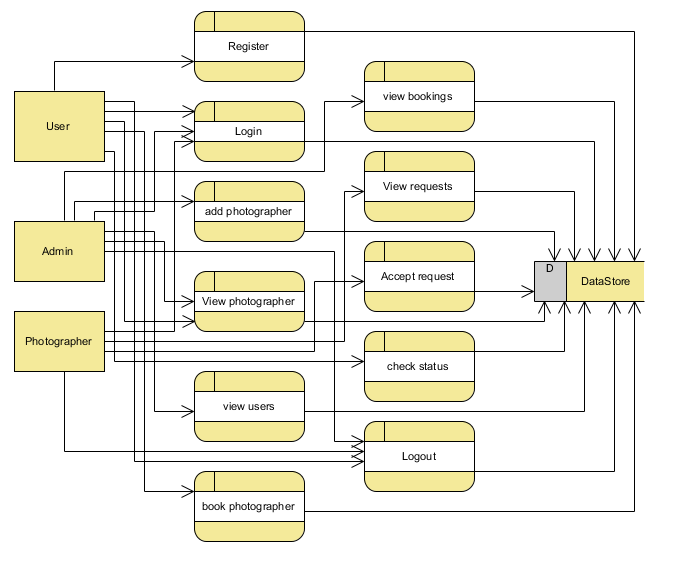 Register
view bookings
User
Login
View requests
add photographer
Admin
Accept request
D
DataStore
View photographer
Photographer
check status
view users
Logout
book photographer